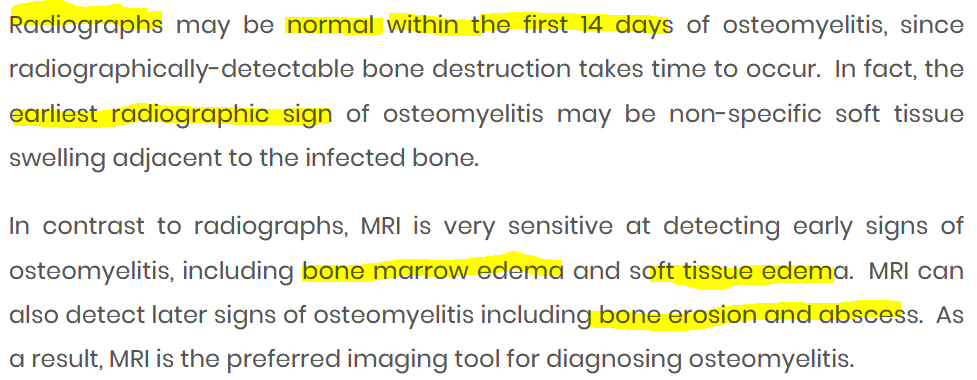 Radiographs may be normal within the first 14 days of osteomyelitis, since
radiographically-detectable bone destruction takes time to occur. In fact, the
earliest radiographic sign of osteomyelitis may be non-specific soft tissue
swelling adjacent to the infected bone.
In contrast to radiographs, MRI is very sensitive at detecting early signs of
osteomyelitis, including bone marrow edema and soft tissue edema. MRI can
also detect later signs of osteomyelitis including bone erosion and abscess. As
a result, MRI is the preferred imaging tool for diagnosing osteomyelitis.